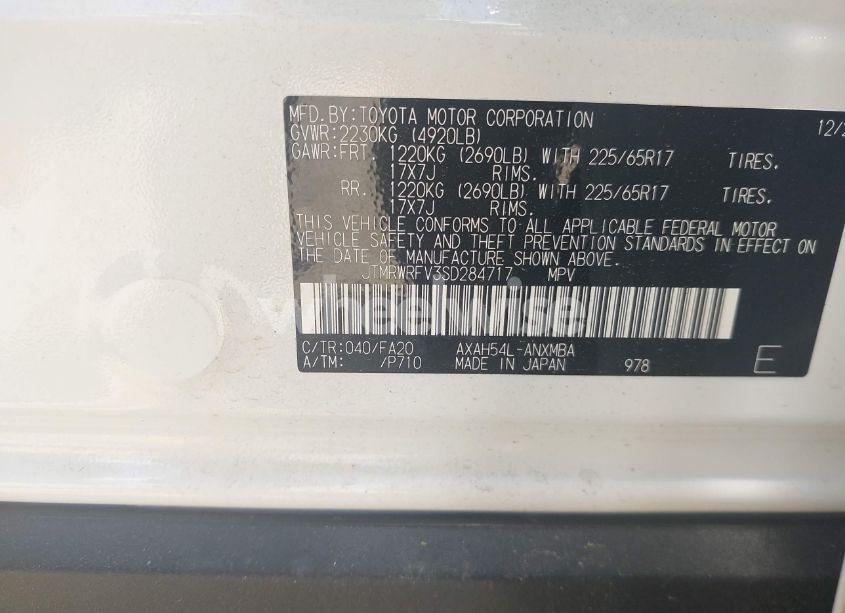 MFD.BY:TOYOTA MOTOR CORPORATION 12/2
GVWR:2230KG (4920LB)
GAWR:FRT. 1220KG (2690LB) WITH 225/65R17 TIRES.
17X7J RIMS.
RR. 1220KG (2690LB) WITH 225/65R17 TIRES.
17X7J RIMS.
THIS VEHICLE CONFORMS TO ALL APPLICABLE FEDERAL MOTOR
VEHICLE SAFETY AND THEFT PREVENTION STANDARDS IN EFFECT ON
THE DATE OF MANUFACTURE SHOWN ABOVE.
JTMRWRFV3SD284717 MPV
wheelwise
C/TR:040/FA20 AXAH54L-ANXMBA
A/TM: /P710 MADE IN JAPAN 978 E